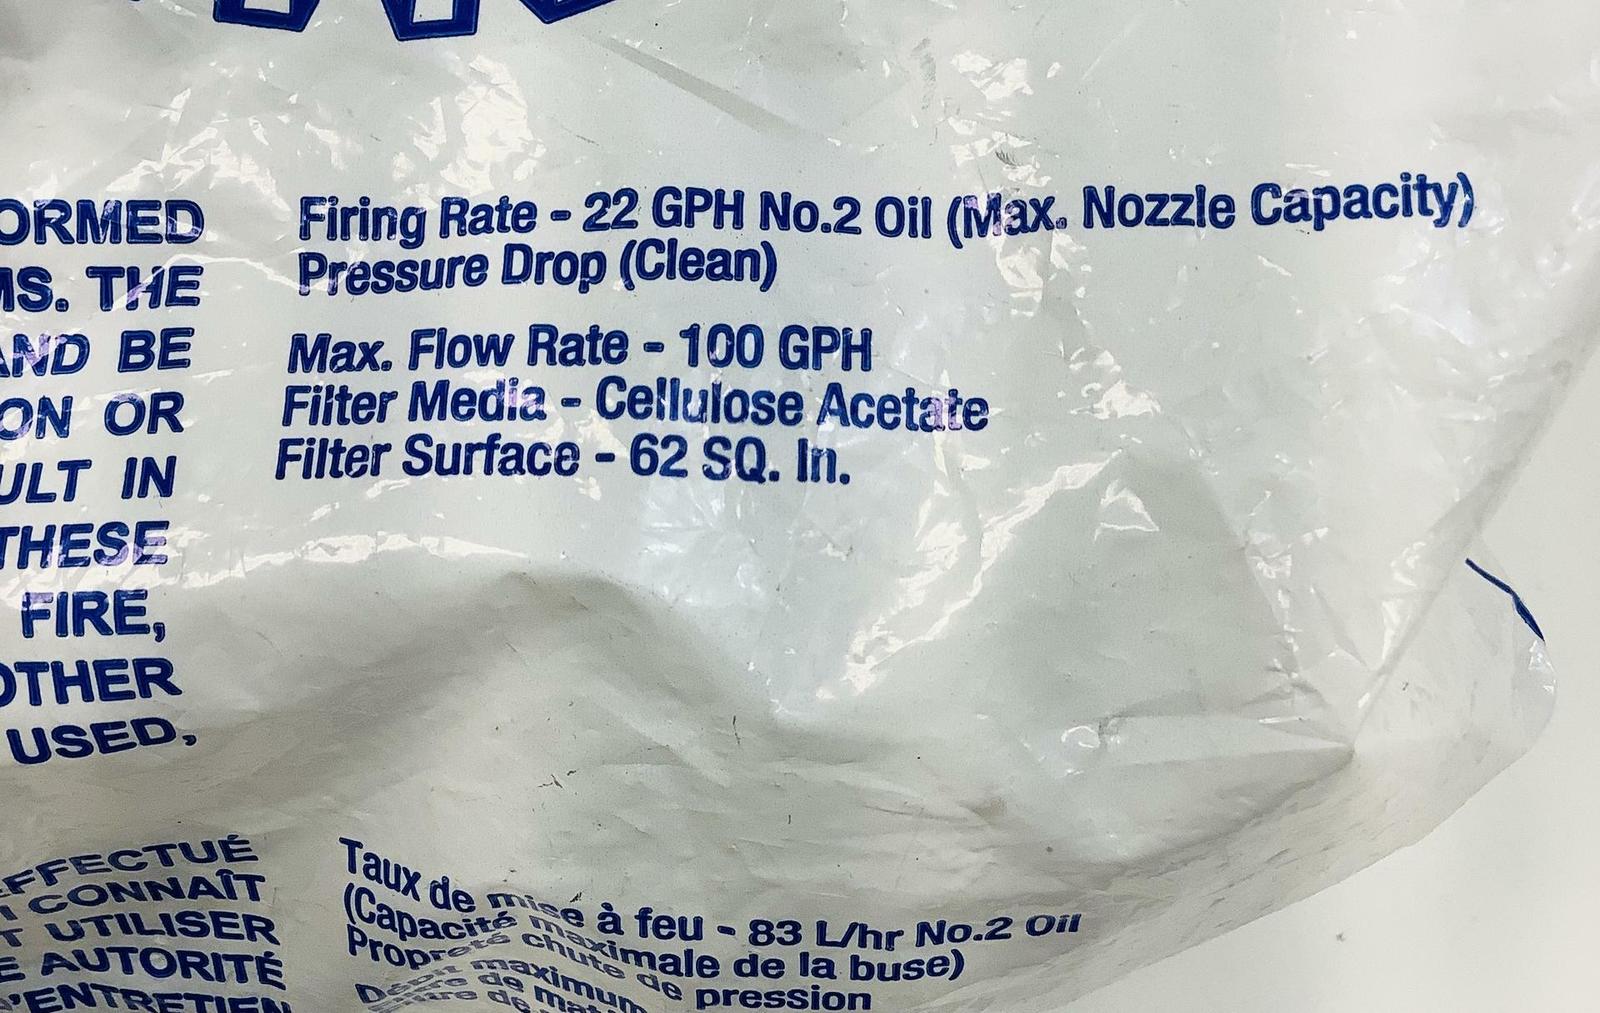 ORMED
MS. THE
AND BE
ON OR
ULT IN
THESE
FIRE,
OTHER
USED,
Firing Rate - 22 GPH No.2 Oil (Max. Nozzle Capacity)
Pressure Drop (Clean)
Max. Flow Rate - 100 GPH
Filter Media - Cellulose Acetate
Filter Surface - 62 SQ. In.
EFFECTUÉ
CONNAÎT
T UTILISER
E AUTORITÉ
D'ENTRETIEN
Taux de mise à feu - 83 L/hr No.2 Oil
(Capacité maximale de la buse)
Propreté chute de pression
maximum
de